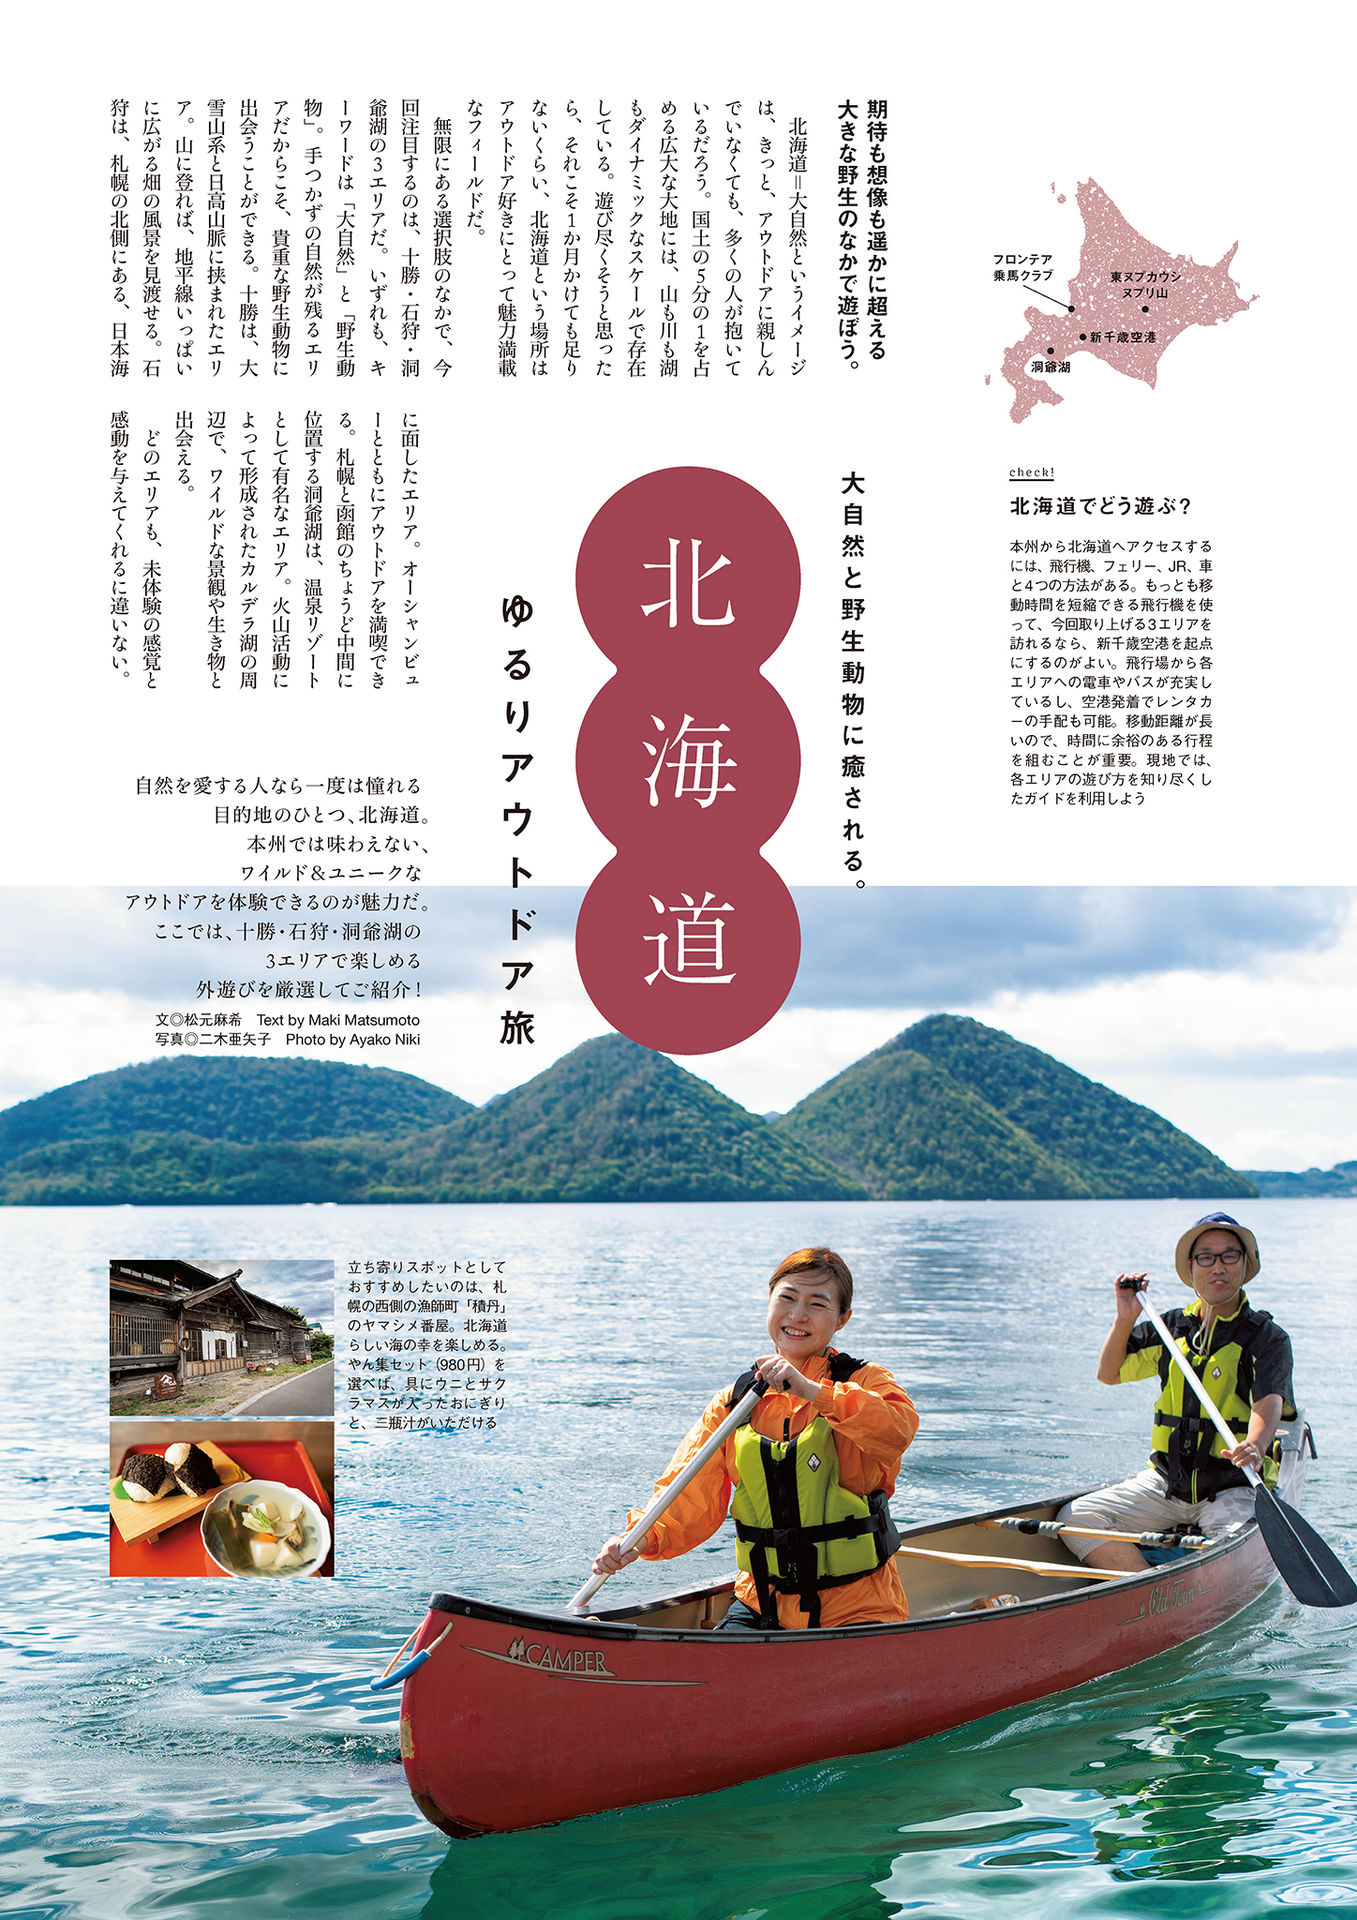 大自然と野生動物に癒される。
北海道
ゆるりアウトドア旅
期待も想像も遥かに超える
大きな野生のなかで遊ぼう。
北海道＝大自然というイメージ
は、きっと、アウトドアに親しん
でいなくても、多くの人が抱いて
いるだろう。国土の5分の1を占
める広大な大地には、山も川も湖
もダイナミックなスケールで存在
している。遊び尽くそうと思った
ら、それこそ1か月かけても足り
ないくらい、北海道という場所は
アウトドア好きにとって魅力満載
なフィールドだ。
無限にある選択肢のなかで、今
回注目するのは、十勝・石狩・洞
爺湖の3エリアだ。いずれも、キ
ーワードは「大自然」と「野生動
物」。手つかずの自然が残るエリ
アだからこそ、貴重な野生動物に
出会うことができる。十勝は、大
雪山系と日高山脈に挟まれたエリ
ア。山に登れば、地平線いっぱい
に広がる畑の風景を見渡せる。石
狩は、札幌の北側にある、日本海
に面したエリア。オーシャンビュ
ーとともにアウトドアを満喫でき
る。札幌と函館のちょうど中間に
位置する洞爺湖は、温泉リゾート
として有名なエリア。火山活動に
よって形成されたカルデラ湖の周
辺で、ワイルドな景観や生き物と
出会える。
どのエリアも、未体験の感覚と
感動を与えてくれるに違いない。
フロンテア
乗馬クラブ
東ヌプカウシ
ヌプリ山
新千歳空港
洞爺湖
check!
北海道でどう遊ぶ？
本州から北海道へアクセスする
には、飛行機、フェリー、JR、車
と4つの方法がある。もっとも移
動時間を短縮できる飛行機を使
って、今回取り上げる3エリアを
訪れるなら、新千歳空港を起点
にするのがよい。飛行場から各
エリアへの電車やバスが充実し
ているし、空港発着でレンタカ
ーの手配も可能。移動距離が長
いので、時間に余裕のある行程
を組むことが重要。現地では、
各エリアの遊び方を知り尽くし
たガイドを利用しよう
自然を愛する人なら一度は憧れる
目的地のひとつ、北海道。
本州では味わえない、
ワイルド＆ユニークな
アウトドアを体験できるのが魅力だ。
ここでは、十勝・石狩・洞爺湖の
3エリアで楽しめる
外遊びを厳選してご紹介！
文◎松元麻希　Text by Maki Matsumoto
写真◎二木亜矢子　Photo by Ayako Niki
立ち寄りスポットとして
おすすめしたいのは、札
幌の西側の漁師町「積丹」
のヤマシメ番屋。北海道
らしい海の幸を楽しめる。
やん集セット（980円）を
選べば、具にウニとサク
ラマスが入ったおにぎり
と、三瓶汁がいただける
CAMPER
Old Town